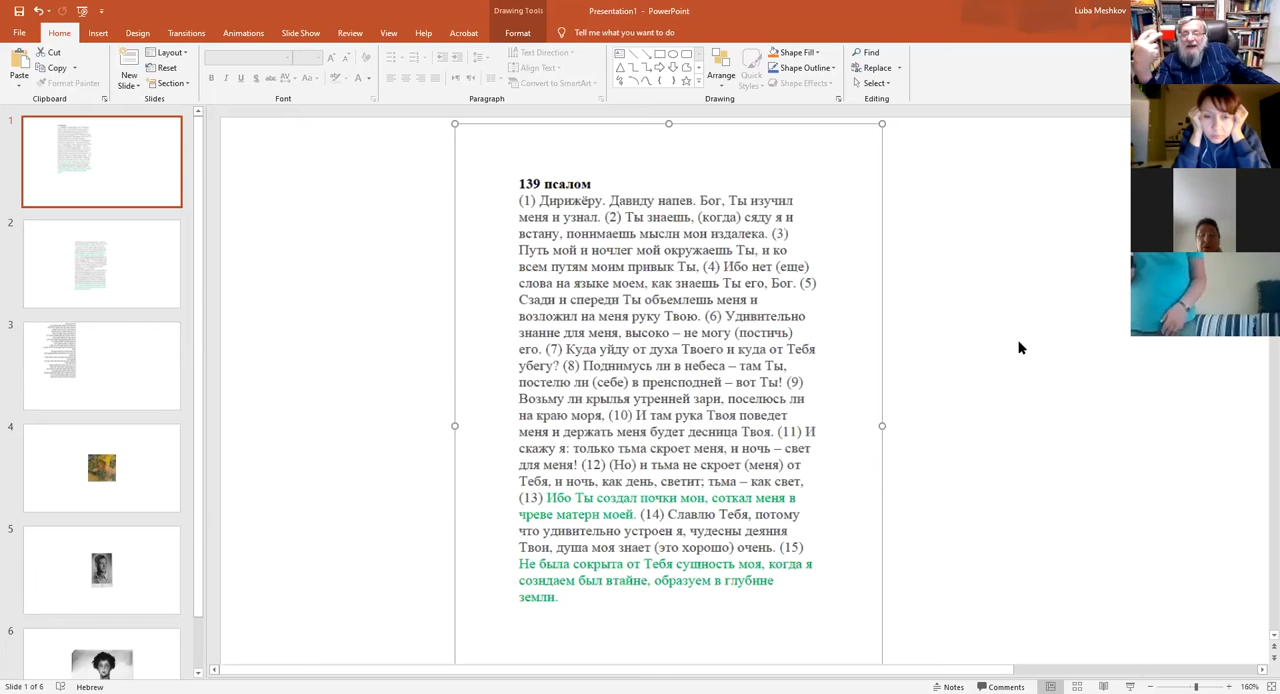 Drawing Tools
Presentation1 - PowerPoint
Luba Meshkov
File
Home
Insert
Design
Transitions
Animations
Slide Show
Review
View
Help
Acrobat
Format
Tell me what you want to do
Paste
Cut
Copy
Format Painter
Clipboard
New
Slide
Layout
Reset
Section
Slides
Font
Paragraph
Text Direction
Align Text
Convert to SmartArt
Arrange
Quick
Styles
Shape Fill
Shape Outline
Shape Effects
Drawing
Find
Replace
Select
Editing
1
2
3
4
5
6
139 псалом
(1) Дирижёру. Давиду напев. Бог, Ты изучил
меня и узнал. (2) Ты знаешь, (когда) сяду я и
встану, понимаешь мысли мои издалека. (3)
Путь мой и ночлег мой окружаешь Ты, и ко
всем путям моим привык Ты, (4) Ибо нет (еще)
слова на языке моем, как знаешь Ты его, Бог. (5)
Сзади и спереди Ты объемлешь меня и
возложил на меня руку Твою. (6) Удивительно
знание для меня, высоко – не могу (постичь)
его. (7) Куда уйду от духа Твоего и куда от Тебя
убегу? (8) Поднимусь ли в небеса – там Ты,
постелю ли (себе) в преисподней – вот Ты! (9)
Возьму ли крылья утренней зари, поселюсь ли
на краю моря, (10) И там рука Твоя поведет
меня и держать меня будет десница Твоя. (11) И
скажу я: только тьма скроет меня, и ночь – свет
для меня! (12) (Но) и тьма не скроет (меня) от
Тебя, и ночь, как день, светит; тьма – как свет,
(13) Ибо Ты создал почки мои, соткал меня в
чреве матери моей. (14) Славлю Тебя, потому
что удивительно устроен я, чудесны деяния
Твои, душа моя знает (это хорошо) очень. (15)
Не была сокрыта от Тебя сущность моя, когда я
созидаем был втайне, образуем в глубине
земли.
Slide 1 of 6
Hebrew
Notes
Comments
160%